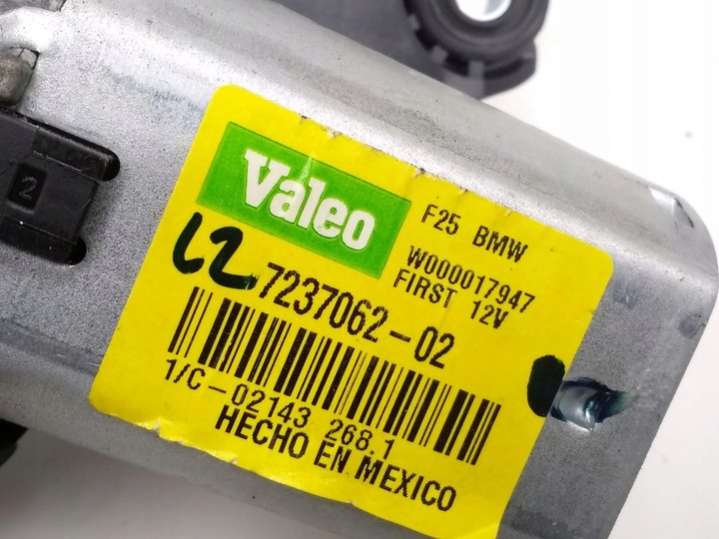 Valeo
F25 BMW
W000017947
FIRST 12V
L2
7237062-02
1/C-02143 268.1
HECHO EN MEXICO
2